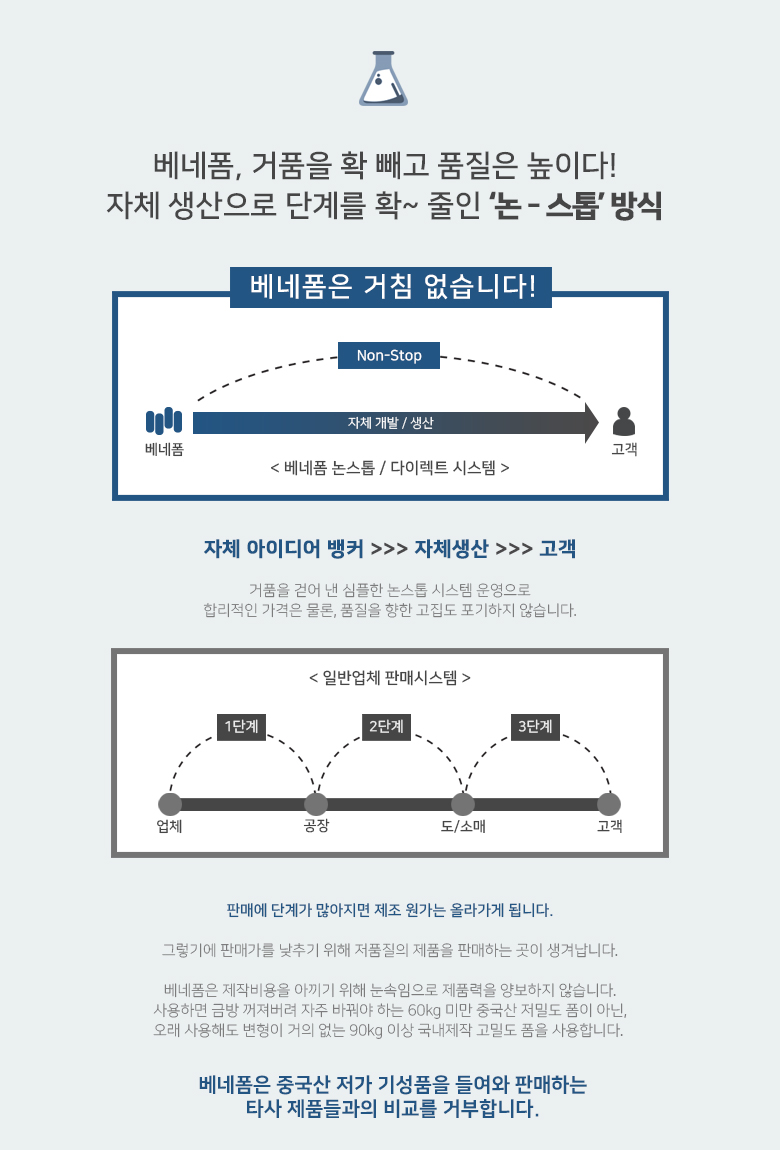 베네폼, 거품을 확 빼고 품질은 높이다!
자체 생산으로 단계를 확~ 줄인 ‘논 - 스톱’ 방식
베네폼은 거침 없습니다!
Non-Stop
자체 개발 / 생산
베네폼
고객
< 베네폼 논스톱 / 다이렉트 시스템 >
자체 아이디어 뱅커 >>> 자체생산 >>> 고객
거품을 걷어 낸 심플한 논스톱 시스템 운영으로
합리적인 가격은 물론, 품질을 향한 고집도 포기하지 않습니다.
< 일반업체 판매시스템 >
1단계
2단계
3단계
업체
공장
도/소매
고객
판매에 단계가 많아지면 제조 원가는 올라가게 됩니다.
그렇기에 판매가를 낮추기 위해 저품질의 제품을 판매하는 곳이 생겨납니다.
베네폼은 제작비용을 아끼기 위해 눈속임으로 제품력을 양보하지 않습니다.
사용하면 금방 꺼져버려 자주 바꿔야 하는 60kg 미만 중국산 저밀도 폼이 아닌,
오래 사용해도 변형이 거의 없는 90kg 이상 국내제작 고밀도 폼을 사용합니다.
베네폼은 중국산 저가 기성품을 들여와 판매하는
타사 제품들과의 비교를 거부합니다.